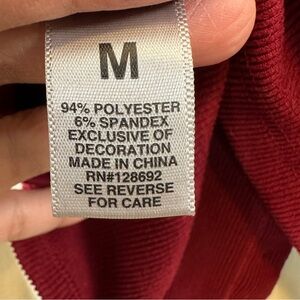 M
94% POLYESTER
6% SPANDEX
EXCLUSIVE OF
DECORATION
MADE IN CHINA
RN#128692
SEE REVERSE
FOR CARE